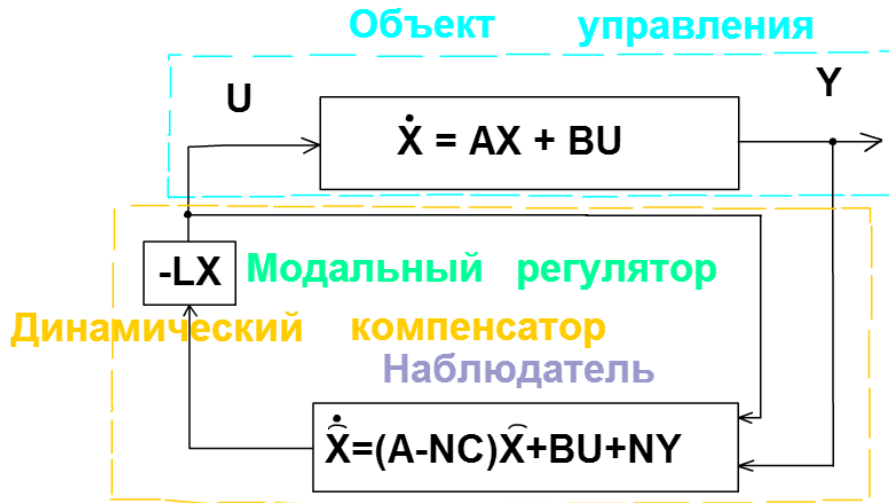 Объект управления
U
Y
Ẋ = AX + BU
-LX
Модальный регулятор
Динамический компенсатор
Наблюдатель
X̂̇=(A-NC)X̂+BU+NY